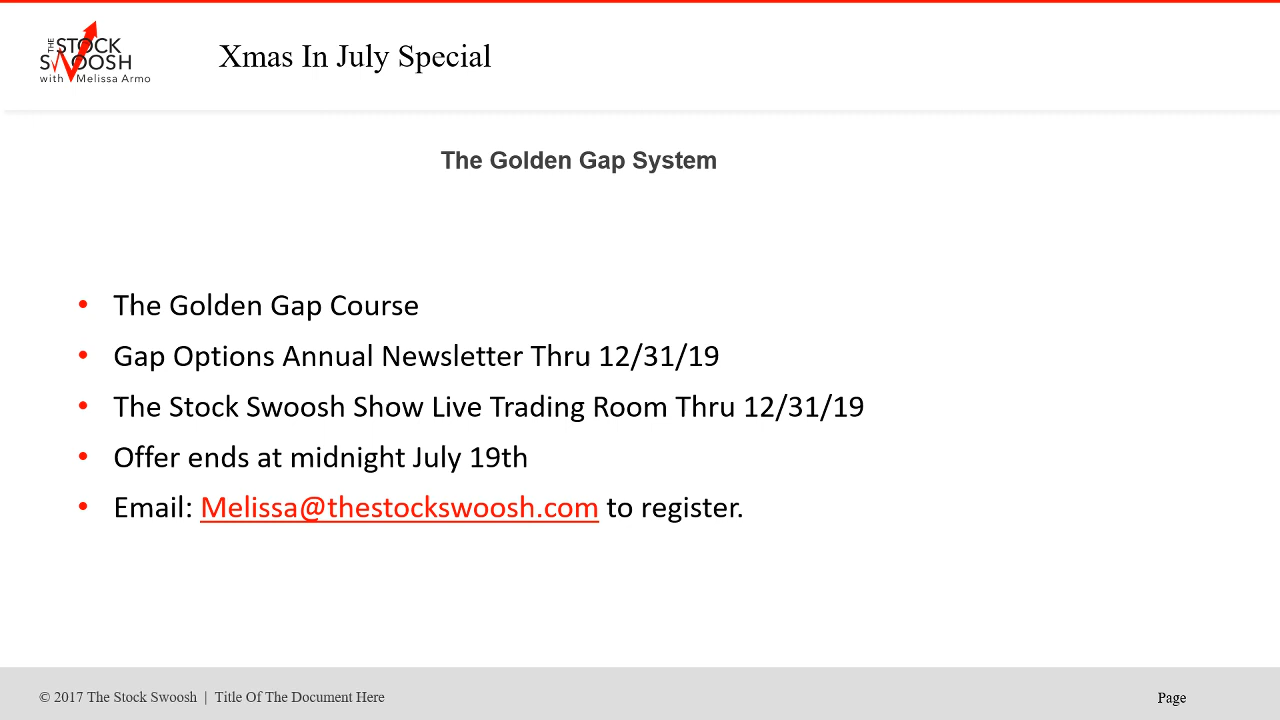 THE STOCK
SWOOSH
with Melissa Armo
Xmas In July Special
The Golden Gap System
• The Golden Gap Course
• Gap Options Annual Newsletter Thru 12/31/19
• The Stock Swoosh Show Live Trading Room Thru 12/31/19
• Offer ends at midnight July 19th
• Email: Melissa@thestockswoosh.com to register.
© 2017 The Stock Swoosh | Title Of The Document Here
Page